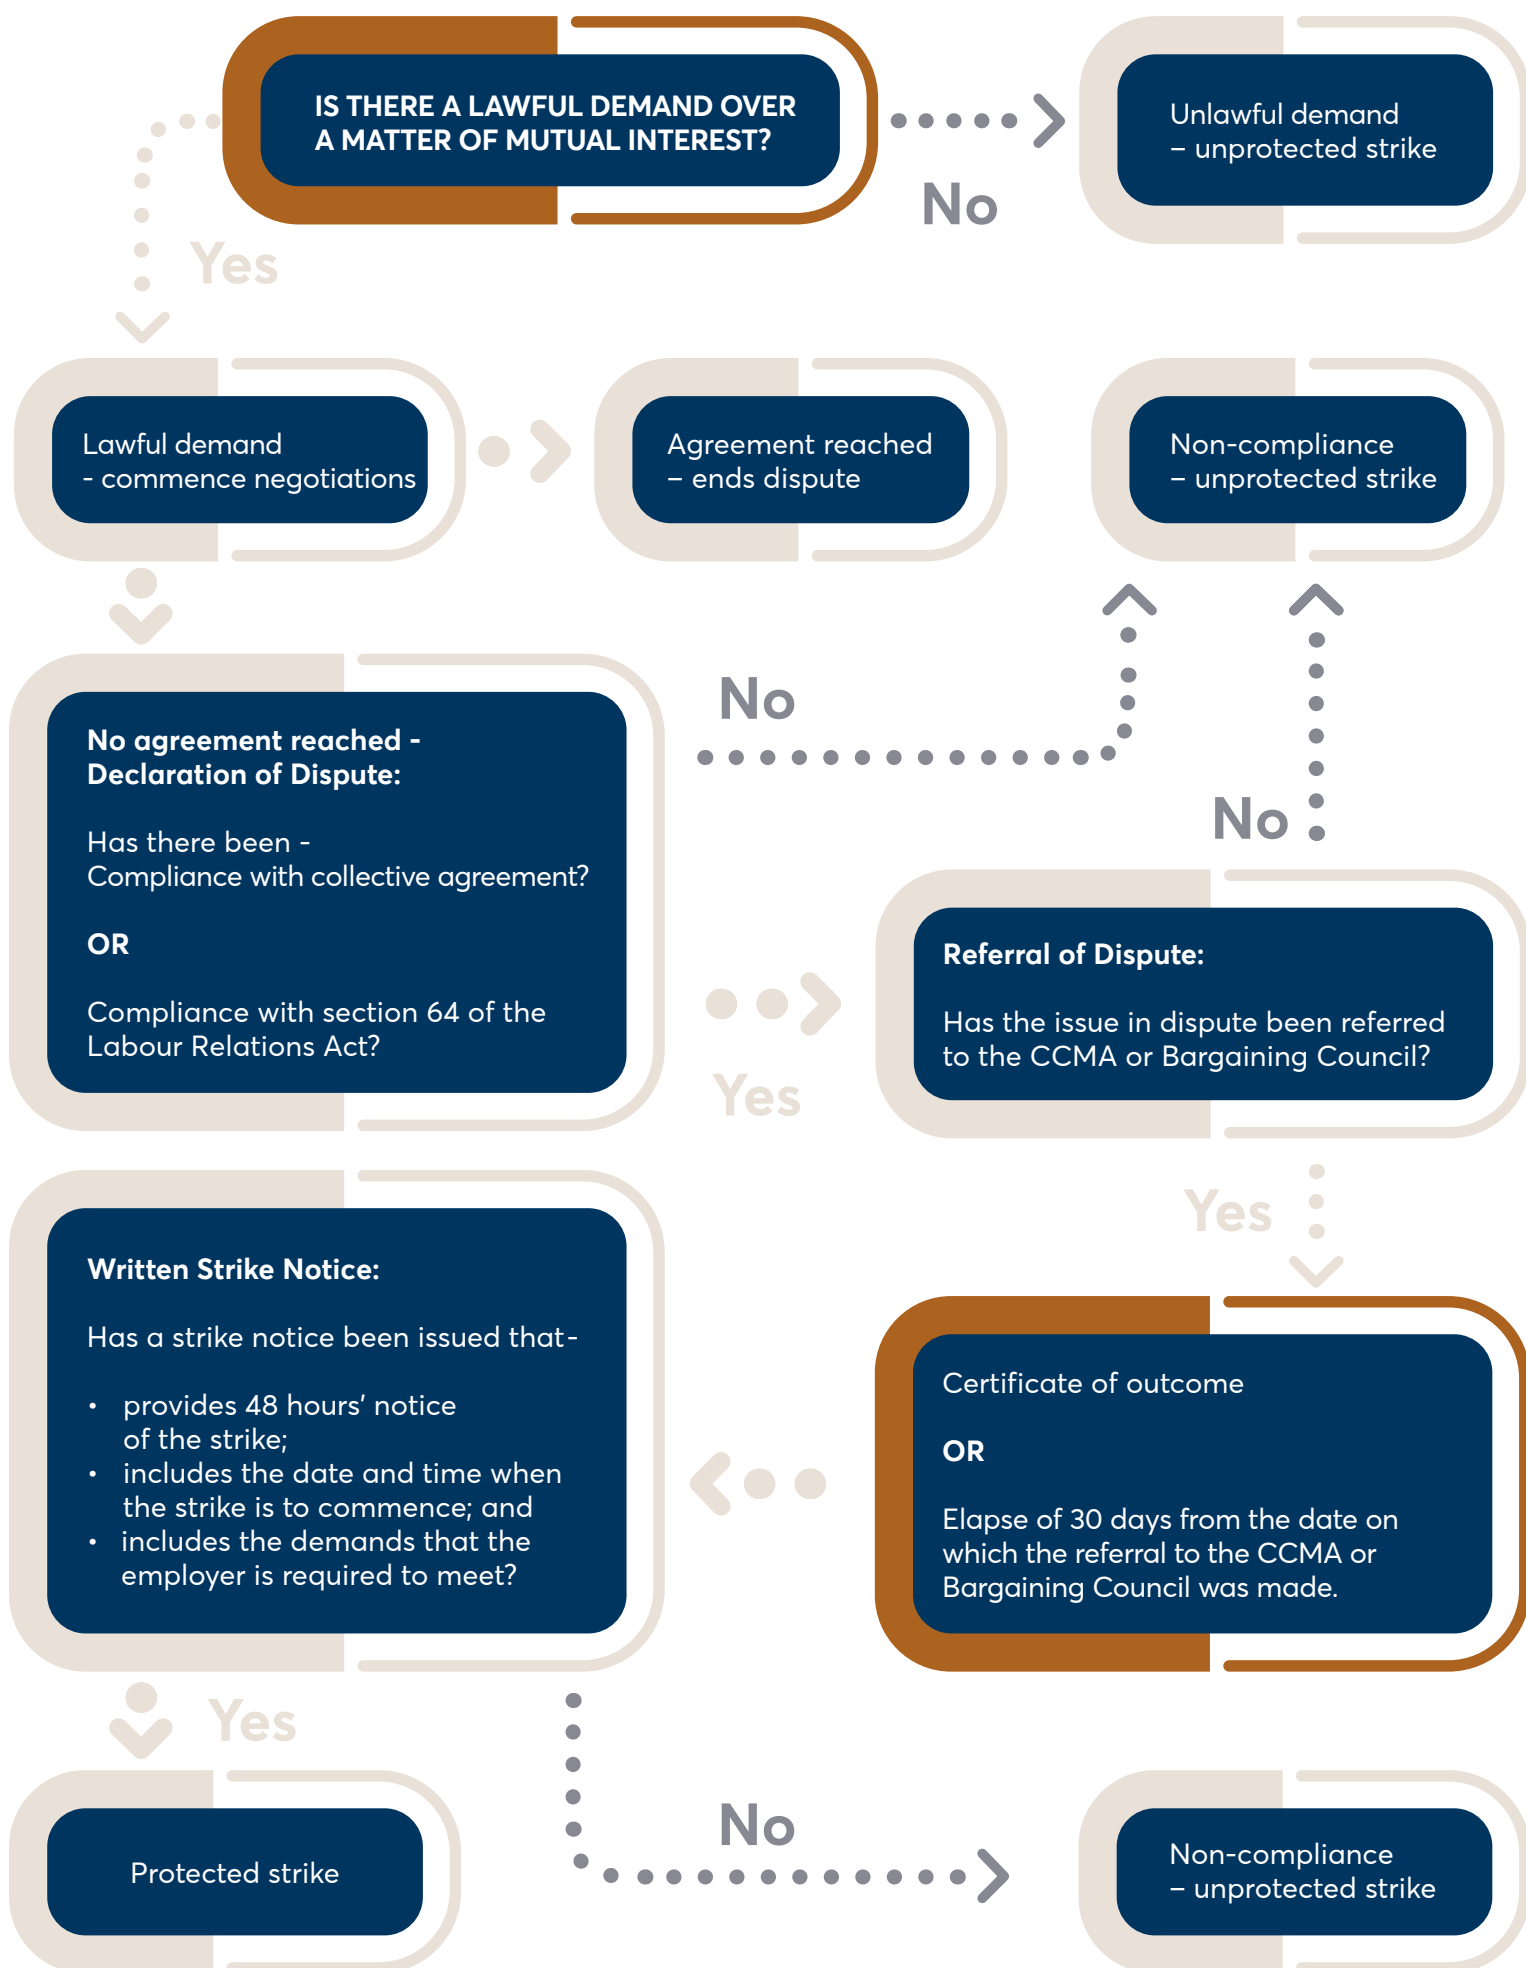 IS THERE A LAWFUL DEMAND OVER
A MATTER OF MUTUAL INTEREST?
No
Unlawful demand
– unprotected strike
Yes
Lawful demand
- commence negotiations
Agreement reached
– ends dispute
Non-compliance
– unprotected strike
No agreement reached -
Declaration of Dispute:
Has there been -
Compliance with collective agreement?
OR
Compliance with section 64 of the
Labour Relations Act?
No
Yes
No
Referral of Dispute:
Has the issue in dispute been referred
to the CCMA or Bargaining Council?
Yes
Certificate of outcome
OR
Elapse of 30 days from the date on
which the referral to the CCMA or
Bargaining Council was made.
Written Strike Notice:
Has a strike notice been issued that-
• provides 48 hours’ notice
of the strike;
• includes the date and time when
the strike is to commence; and
• includes the demands that the
employer is required to meet?
Yes
Protected strike
No
Non-compliance
– unprotected strike